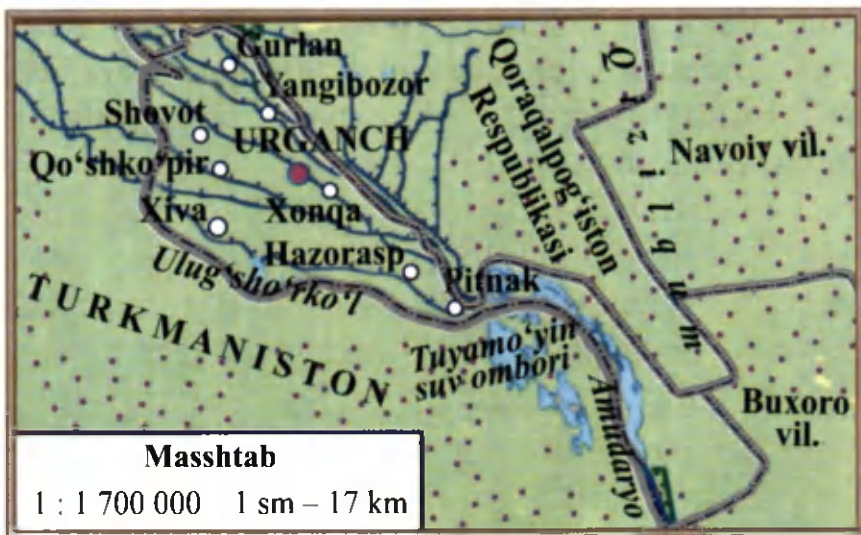 Gurlan
Yangibozor
Shovot
URGANCH
Qo‘shko‘pir
Xiva
Xonqa
Hazorasp
Ulug‘sho‘rko‘l
Pitnak
TURKMANISTON
Tuyamo‘yin
suv ombori
Amudaryo
Qoraqalpog‘iston
Respublikasi
Qizilqum
Navoiy vil.
Buxoro
vil.
Masshtab
1 : 1 700 000 1 sm – 17 km